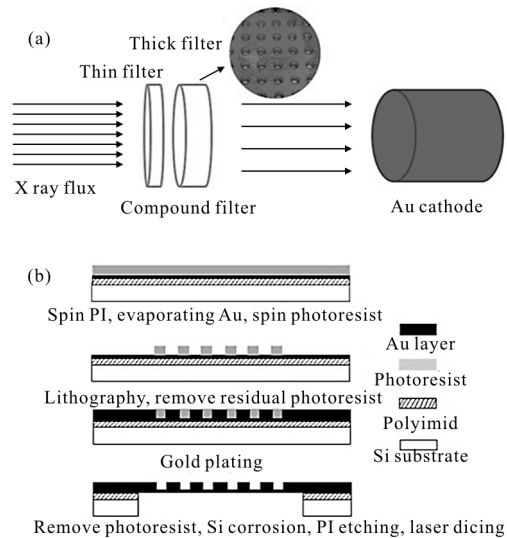 (a)
Thick filter
Thin filter
X ray flux
Compound filter
Au cathode
(b)
Spin PI, evaporating Au, spin photoresist
Au layer
Photoresist
Lithography, remove residual photoresist
Polyimid
Gold plating
Si substrate
Remove photoresist, Si corrosion, PI etching, laser dicing